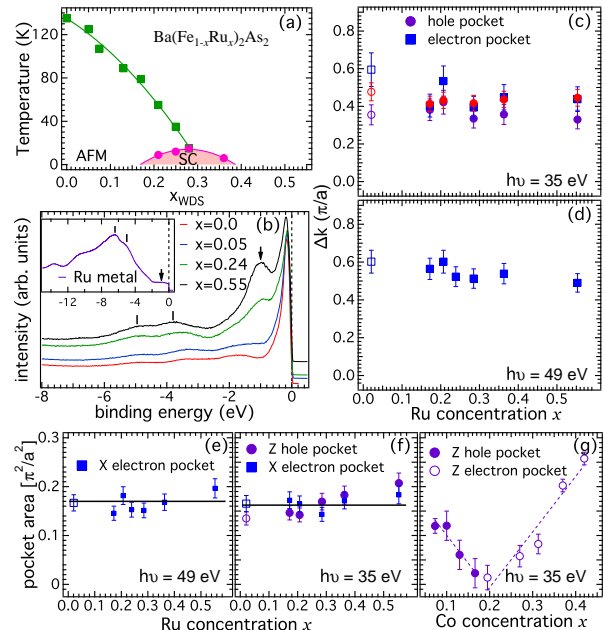 (a)
Ba(Fe1-xRux)2As2
Temperature (K)
120
80
40
0
AFM
SC
0.0 0.1 0.2 0.3 0.4 0.5
xWDS
(b)
x=0.0
x=0.05
x=0.24
x=0.55
Ru metal
-12 -8 -4 0
intensity (arb. units)
-8 -6 -4 -2 0
binding energy (eV)
(c)
hole pocket
electron pocket
0.8
0.6
0.4
0.2
0.0
hυ = 35 eV
Δk (π/a)
(d)
0.8
0.6
0.4
0.2
0.0
hυ = 49 eV
0.0 0.1 0.2 0.3 0.4 0.5
Ru concentration x
pocket area [π²/a²]
0.3
0.2
0.1
0
(e)
X electron pocket
hυ = 49 eV
0.0 0.1 0.2 0.3 0.4 0.5
(f)
Z hole pocket
X electron pocket
hυ = 35 eV
0.0 0.1 0.2 0.3 0.4 0.5
Ru concentration x
(g)
Z hole pocket
Z electron pocket
hυ = 35 eV
0.0 0.1 0.2 0.3 0.4
Co concentration x